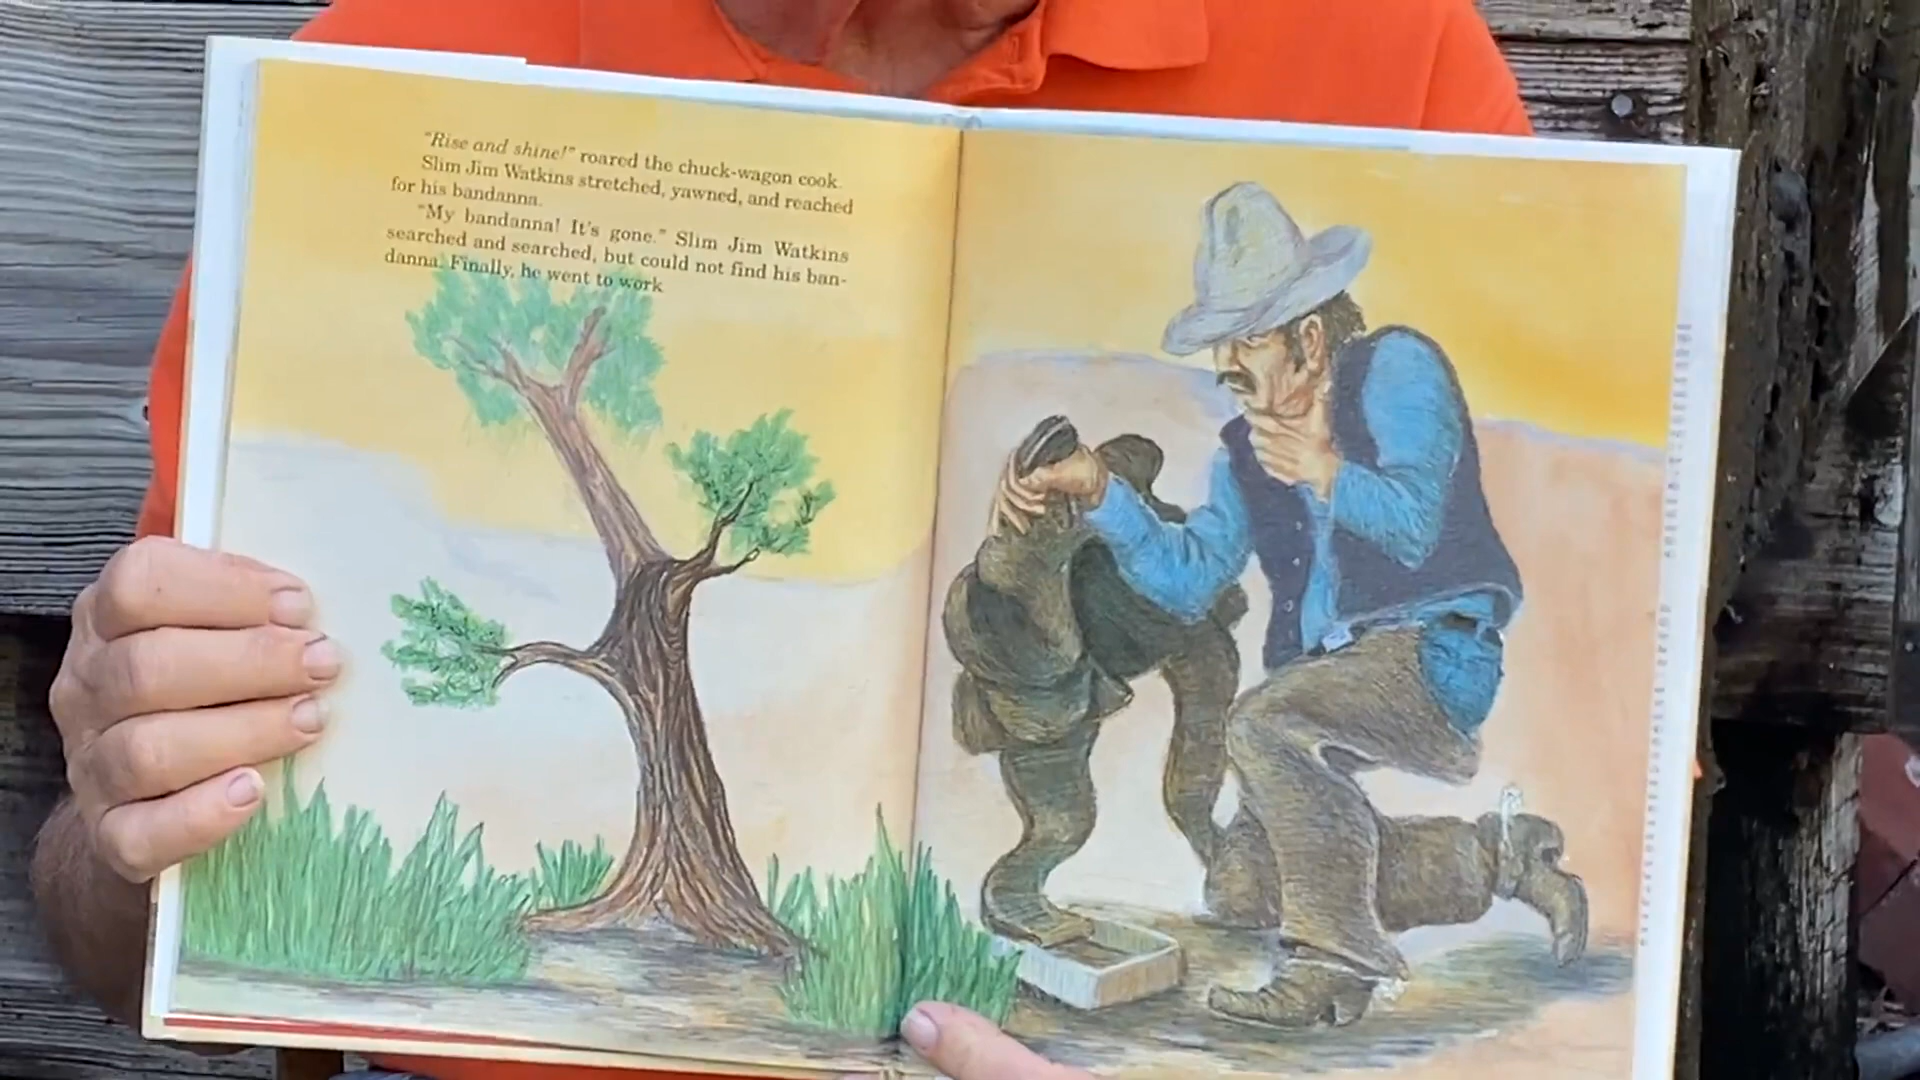 "Rise and shine!" roared the chuck-wagon cook.
Slim Jim Watkins stretched, yawned, and reached
for his bandanna.
"My bandanna! It's gone." Slim Jim Watkins
searched and searched, but could not find his ban-
danna. Finally, he went to work